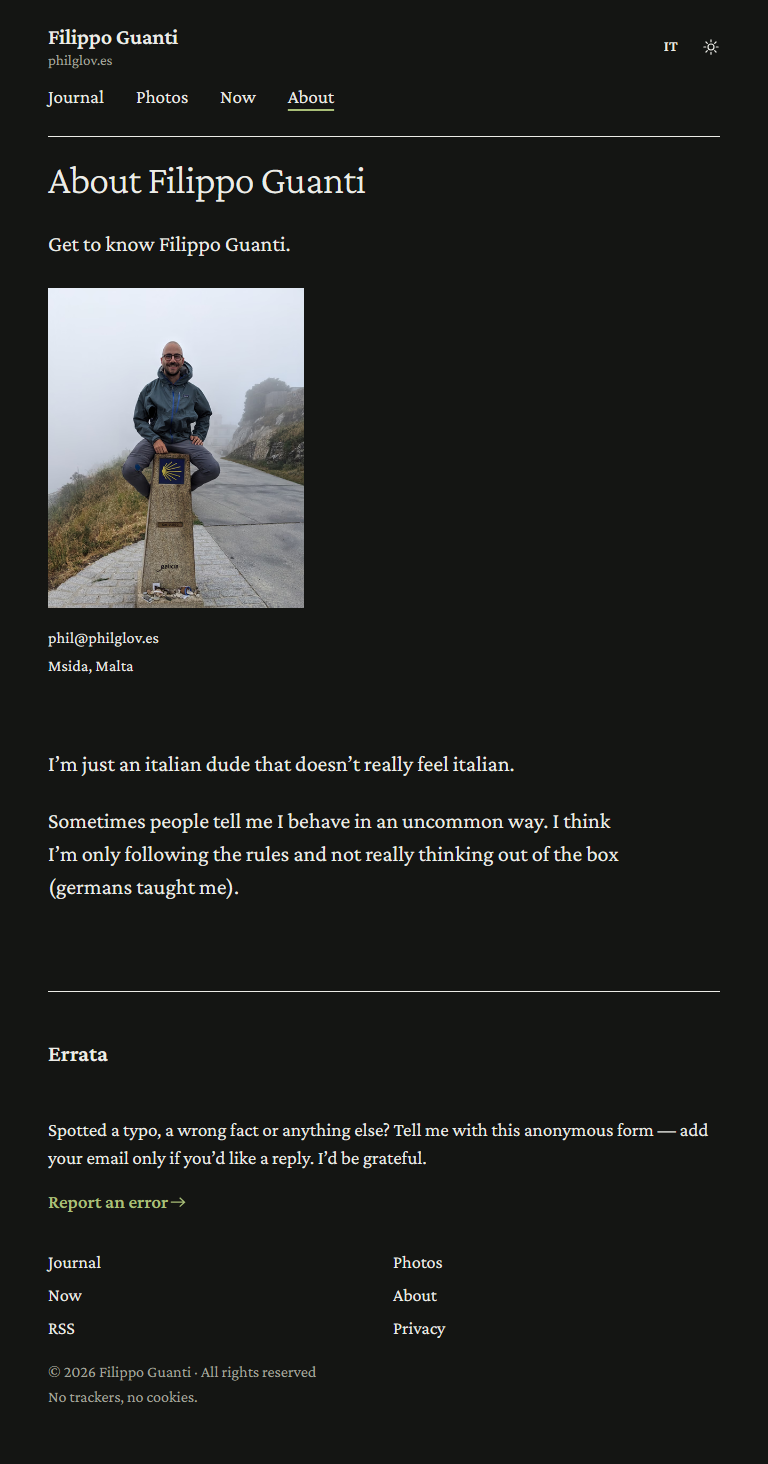 Filippo Guanti
philglov.es
IT
Journal
Photos
Now
About
About Filippo Guanti
Get to know Filippo Guanti.
galicia
phil@philglov.es
Msida, Malta
I’m just an italian dude that doesn’t really feel italian.
Sometimes people tell me I behave in an uncommon way. I think
I’m only following the rules and not really thinking out of the box
(germans taught me).
Errata
Spotted a typo, a wrong fact or anything else? Tell me with this anonymous form — add
your email only if you’d like a reply. I’d be grateful.
Report an error →
Journal
Photos
Now
About
RSS
Privacy
© 2026 Filippo Guanti · All rights reserved
No trackers, no cookies.